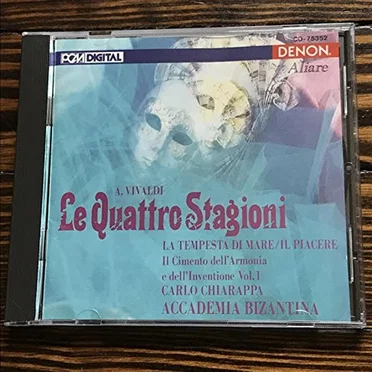 CO-78352
PCM DIGITAL
DENON
Aliare
A. VIVALDI
Le Quattro Stagioni
LA TEMPESTA DI MARE/IL PIACERE
Il Cimento dell'Armonia
e dell'Inventione Vol. 1
CARLO CHIARAPPA
ACCADEMIA BIZANTINA